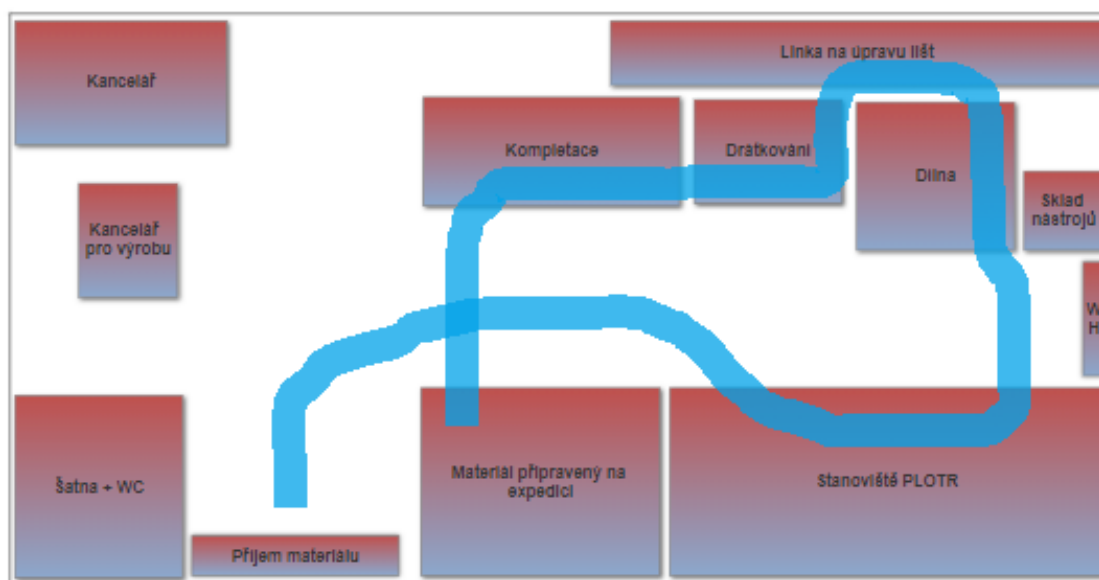 Kancelář
Linka na úpravu lišt
Kompletace
Drátkování
Dílna
Sklad
nástrojů
Kancelář
pro výrobu
W
H
Šatna + WC
Materiál připravený na
expedici
Stanoviště PLOTR
Příjem materiálu